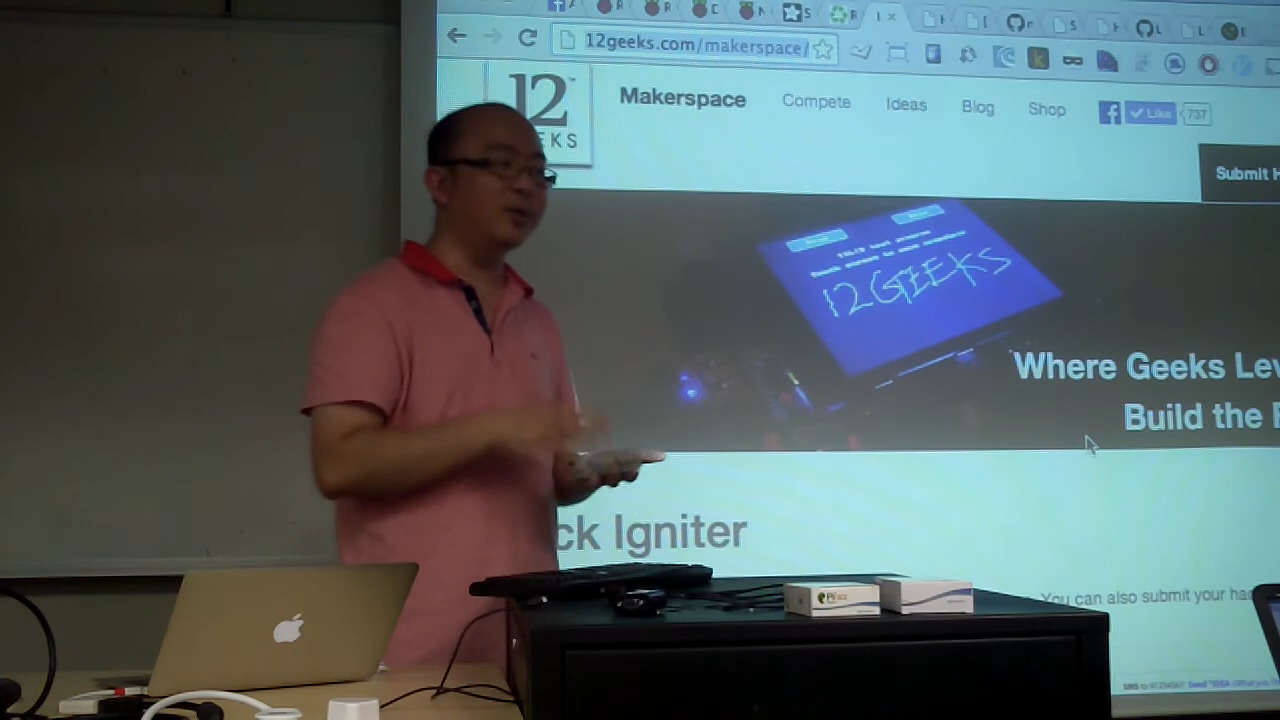 12geeks.com/makerspace/
12
EKS
Makerspace Compete Ideas Blog Shop Like 737
Submit H
12GEEKS
Where Geeks Lev
Build the F
ck Igniter
You can also submit your hac